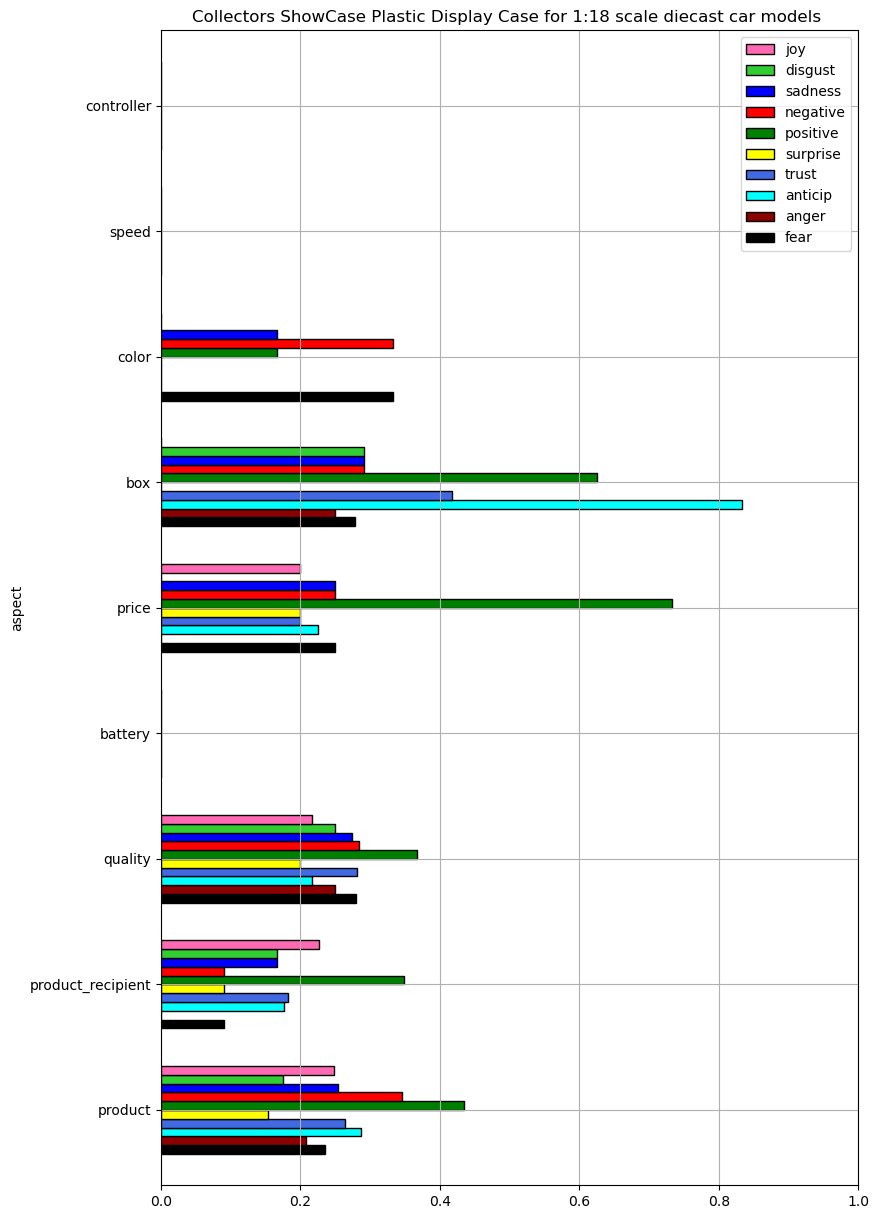 Collectors ShowCase Plastic Display Case for 1:18 scale diecast car models
joy
disgust
sadness
negative
positive
surprise
trust
anticip
anger
fear
controller
speed
color
box
price
battery
quality
product_recipient
product
aspect
0.0 0.2 0.4 0.6 0.8 1.0